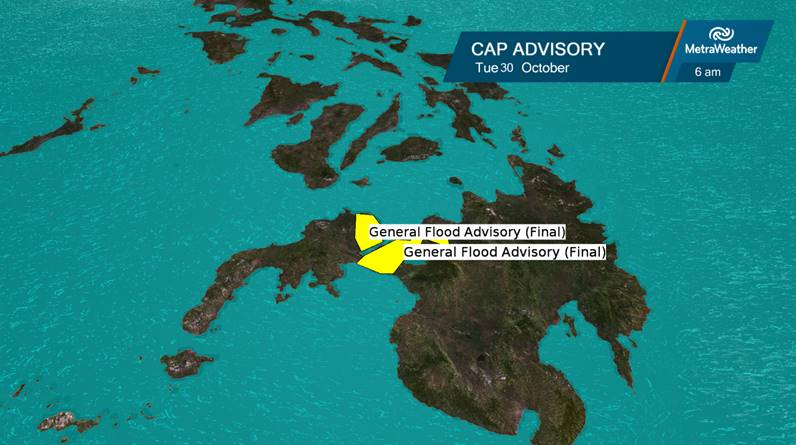 CAP ADVISORY
Tue 30 October
MetraWeather
6 am
General Flood Advisory (Final)
General Flood Advisory (Final)